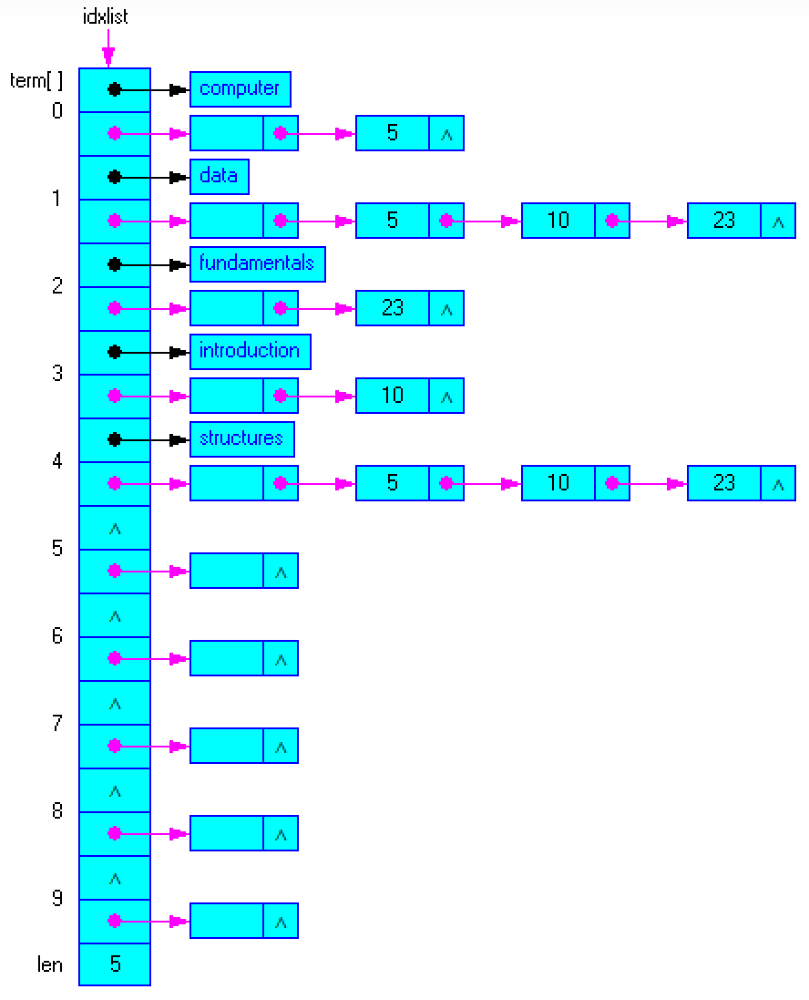 idxlist
term[ ]
computer
0
5 ^
data
1
5 10 23 ^
fundamentals
2
23 ^
introduction
3
10 ^
structures
4
5 10 23 ^
^
5
^
^
6
^
^
7
^
^
8
^
^
9
^
len 5